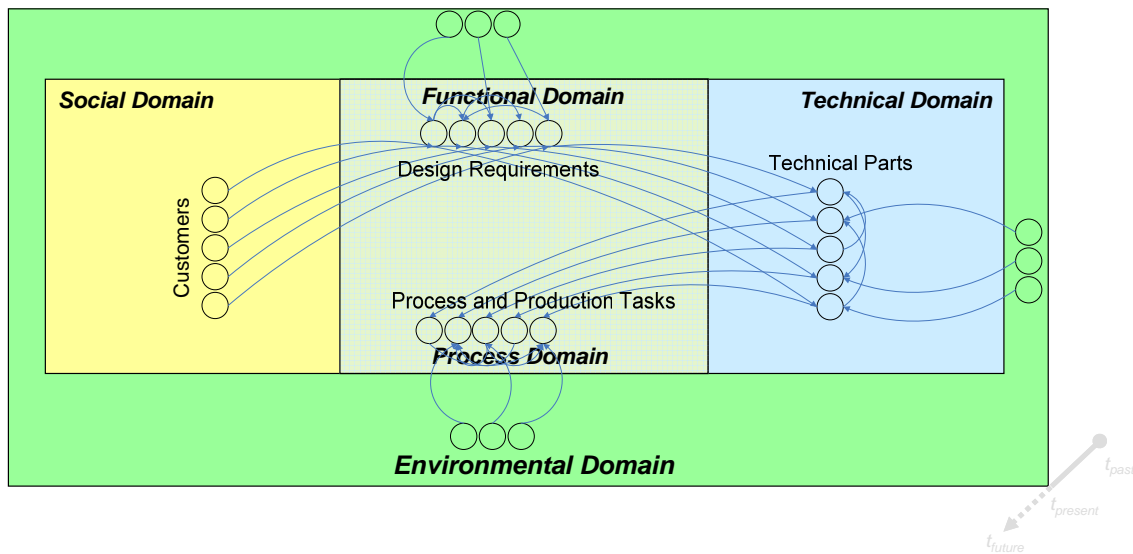 Social Domain
Functional Domain
Technical Domain
Design Requirements
Technical Parts
Customers
Process and Production Tasks
Process Domain
Environmental Domain
t past
t present
t future